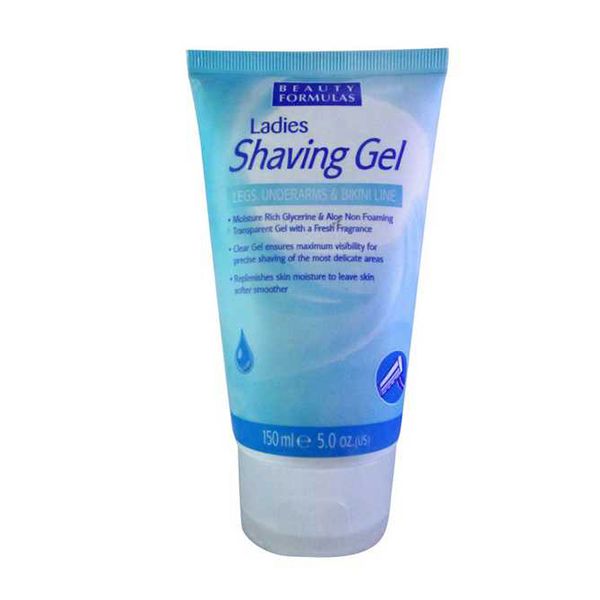 BEAUTY
FORMULAS
Ladies
Shaving Gel
LEGS, UNDERARMS & BIKINI LINE
• Moisture Rich Glycerine & Aloe Non Foaming
Transparent Gel with a Fresh Fragrance
• Clear Gel ensures maximum visibility for
precise shaving of the most delicate areas
• Replenishes skin moisture to leave skin
softer smoother
150 ml ℮ 5.0 oz.(US)